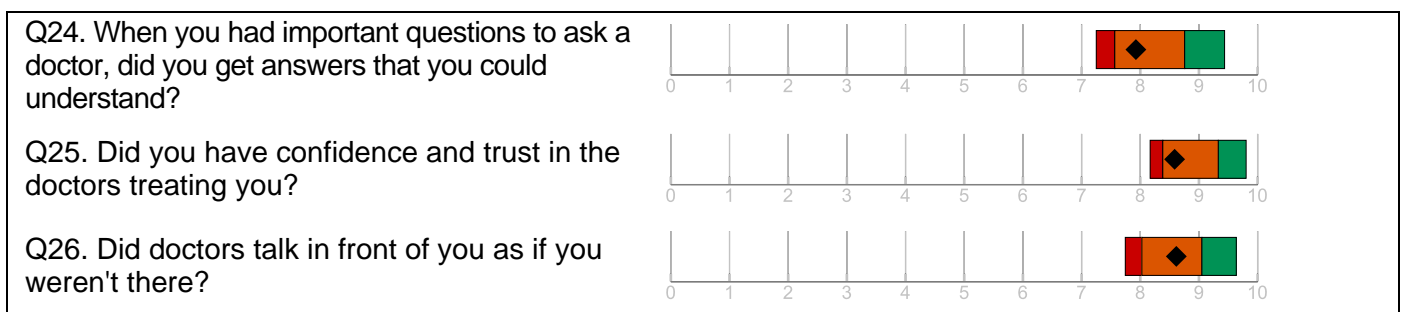 Q24. When you had important questions to ask a
doctor, did you get answers that you could
understand?
0 1 2 3 4 5 6 7 8 9 10
Q25. Did you have confidence and trust in the
doctors treating you?
0 1 2 3 4 5 6 7 8 9 10
Q26. Did doctors talk in front of you as if you
weren't there?
0 1 2 3 4 5 6 7 8 9 10